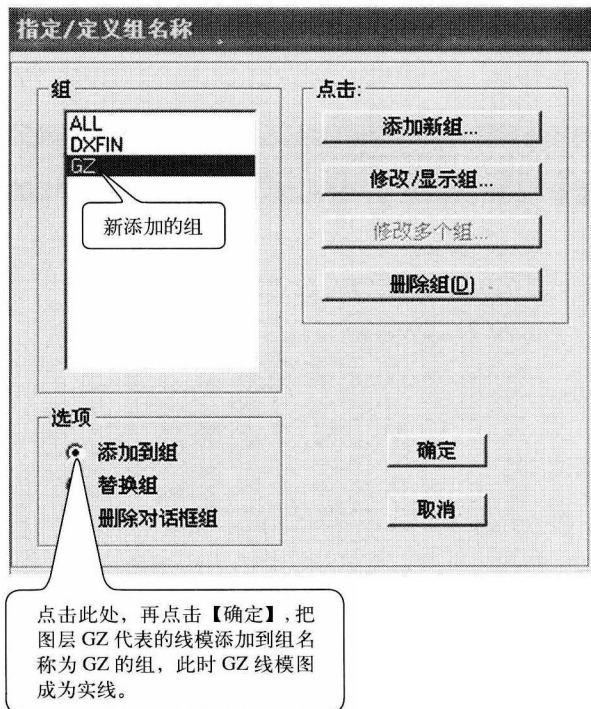 指定/定义组名称
组
ALL
DXFIN
GZ
新添加的组
点击:
添加新组...
修改/显示组...
修改多个组...
删除组(D)
选项
添加到组
替换组
删除对话框组
确定
取消
点击此处，再点击【确定】,把
图层 GZ 代表的线模添加到组名
称为 GZ 的组，此时 GZ 线模图
成为实线。